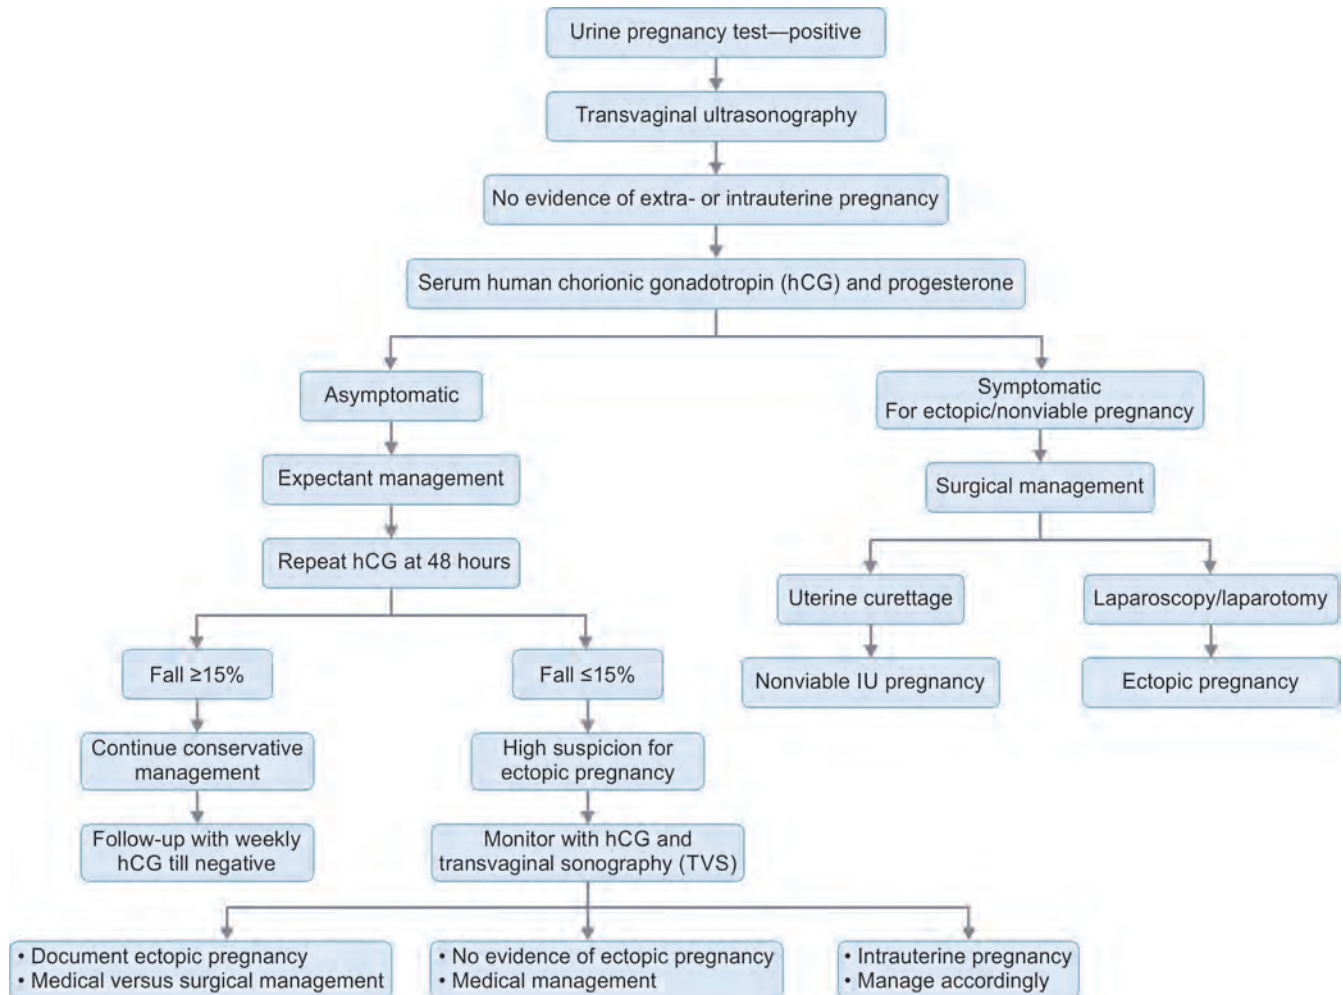 Urine pregnancy test—positive
Transvaginal ultrasonography
No evidence of extra- or intrauterine pregnancy
Serum human chorionic gonadotropin (hCG) and progesterone
Asymptomatic
Symptomatic
For ectopic/nonviable pregnancy
Expectant management
Surgical management
Repeat hCG at 48 hours
Uterine curettage
Laparoscopy/laparotomy
Fall ≥15%
Fall ≤15%
Nonviable IU pregnancy
Ectopic pregnancy
Continue conservative
management
High suspicion for
ectopic pregnancy
Follow-up with weekly
hCG till negative
Monitor with hCG and
transvaginal sonography (TVS)
• Document ectopic pregnancy
• Medical versus surgical management
• No evidence of ectopic pregnancy
• Medical management
• Intrauterine pregnancy
• Manage accordingly